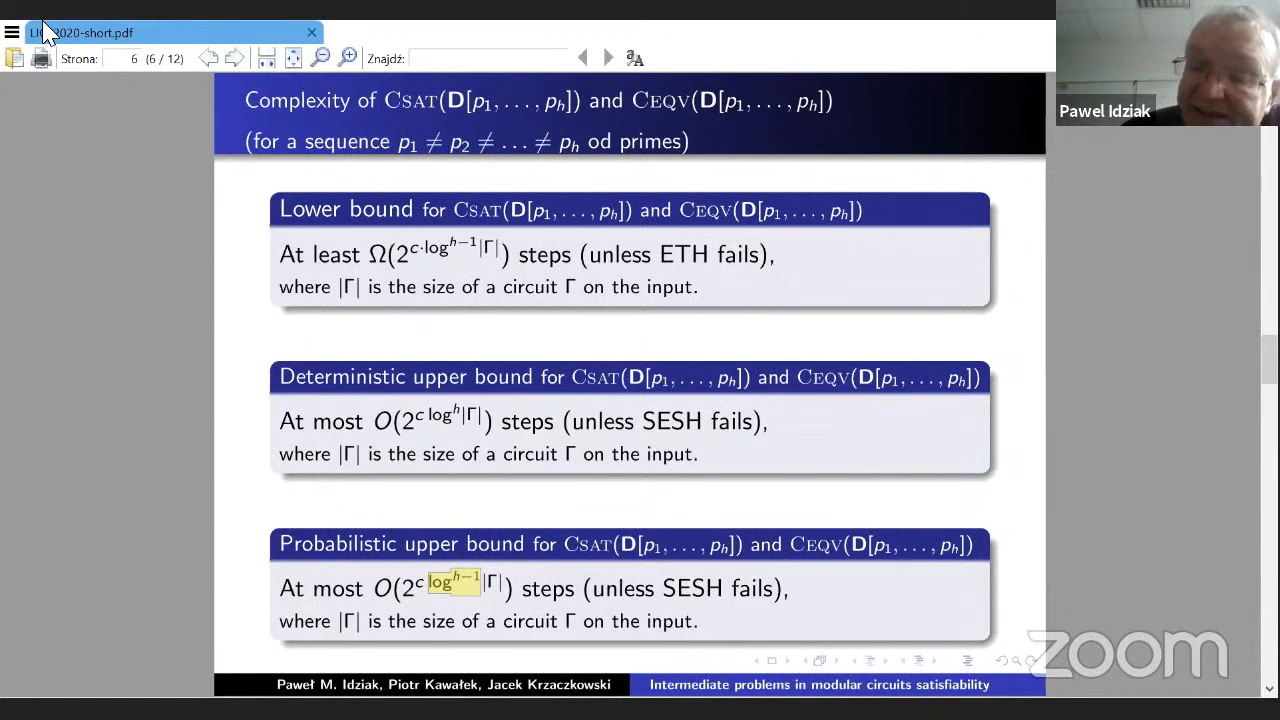 LIC 2020-short.pdf
Strona: 6 (6 / 12) Znajdź:
Pawel Idziak
Complexity of CSAT(D[p₁, . . . , pₕ]) and CEQV(D[p₁, . . . , pₕ])
(for a sequence p₁ ≠ p₂ ≠ . . . ≠ pₕ od primes)
Lower bound for CSAT(D[p₁, . . . , pₕ]) and CEQV(D[p₁, . . . , pₕ])
At least Ω(2^{c·log^{h−1}|Γ|}) steps (unless ETH fails),
where |Γ| is the size of a circuit Γ on the input.
Deterministic upper bound for CSAT(D[p₁, . . . , pₕ]) and CEQV(D[p₁, . . . , pₕ])
At most O(2^{c log^{h}|Γ|}) steps (unless SESH fails),
where |Γ| is the size of a circuit Γ on the input.
Probabilistic upper bound for CSAT(D[p₁, . . . , pₕ]) and CEQV(D[p₁, . . . , pₕ])
At most O(2^{c log^{h−1}|Γ|}) steps (unless SESH fails),
where |Γ| is the size of a circuit Γ on the input.
zoom
Paweł M. Idziak, Piotr Kawałek, Jacek Krzaczkowski Intermediate problems in modular circuits satisfiability